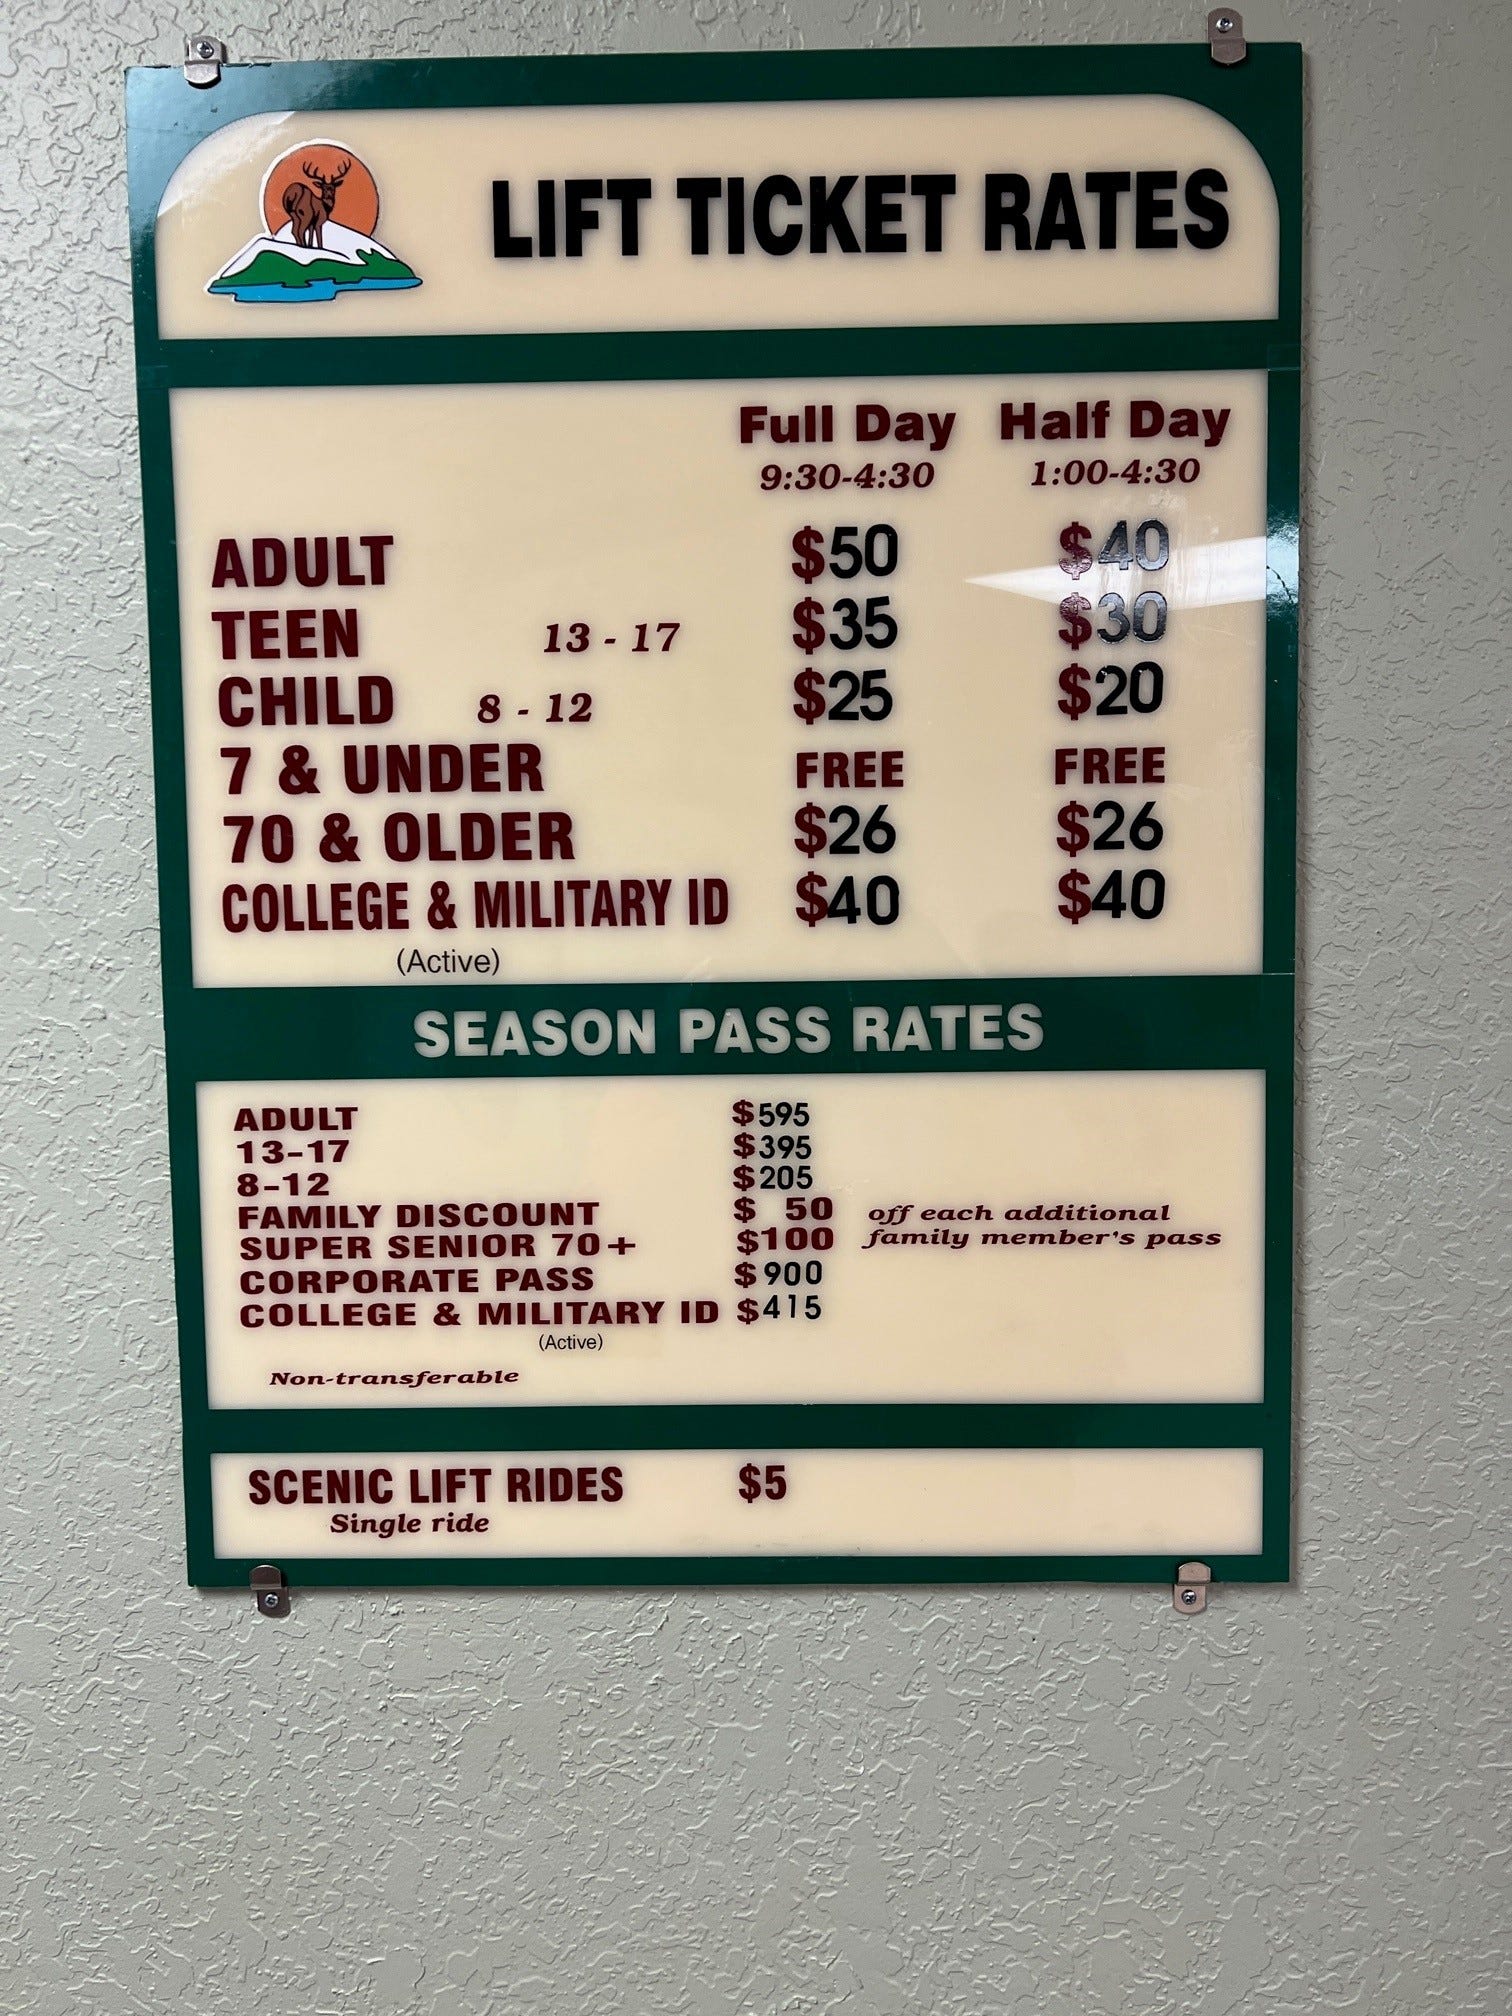 LIFT TICKET RATES
Full Day Half Day
9:30-4:30 1:00-4:30
ADULT $50 $40
TEEN 13 - 17 $35 $30
CHILD 8 - 12 $25 $20
7 & UNDER FREE FREE
70 & OLDER $26 $26
COLLEGE & MILITARY ID $40 $40
(Active)
SEASON PASS RATES
ADULT $595
13-17 $395
8-12 $205
FAMILY DISCOUNT $ 50 off each additional
SUPER SENIOR 70+ $100 family member's pass
CORPORATE PASS $900
COLLEGE & MILITARY ID $415
(Active)
Non-transferable
SCENIC LIFT RIDES $5
Single ride